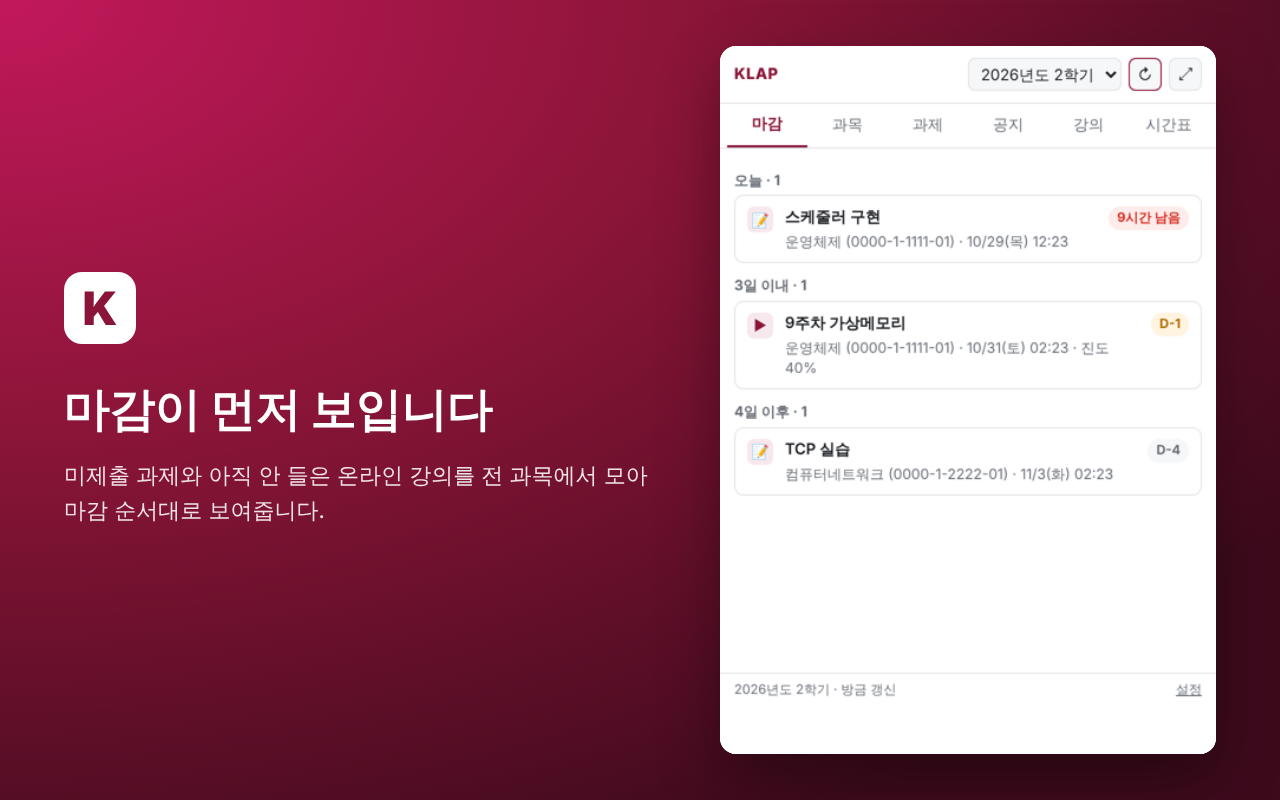 K
마감이 먼저 보입니다
미제출 과제와 아직 안 들은 온라인 강의를 전 과목에서 모아
마감 순서대로 보여줍니다.
KLAP
2026년도 2학기
마감 과목 과제 공지 강의 시간표
오늘 · 1
스케줄러 구현
9시간 남음
운영체제 (0000-1-1111-01) · 10/29(목) 12:23
3일 이내 · 1
9주차 가상메모리
D-1
운영체제 (0000-1-1111-01) · 10/31(토) 02:23 · 진도
40%
4일 이후 · 1
TCP 실습
D-4
컴퓨터네트워크 (0000-1-2222-01) · 11/3(화) 02:23
2026년도 2학기 · 방금 갱신
설정